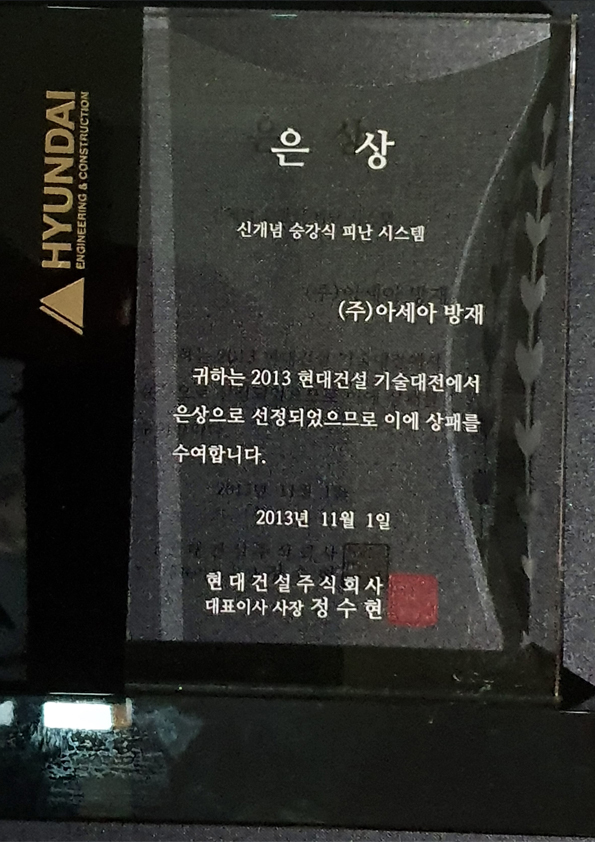 HYUNDAI
ENGINEERING & CONSTRUCTION
은 상
신개념 승강식 피난 시스템
(주)아세아 방재
귀하는 2013 현대건설 기술대전에서
은상으로 선정되었으므로 이에 상패를
수여합니다.
2013년 11월 1일
현대건설주식회사
대표이사 사장 정수현